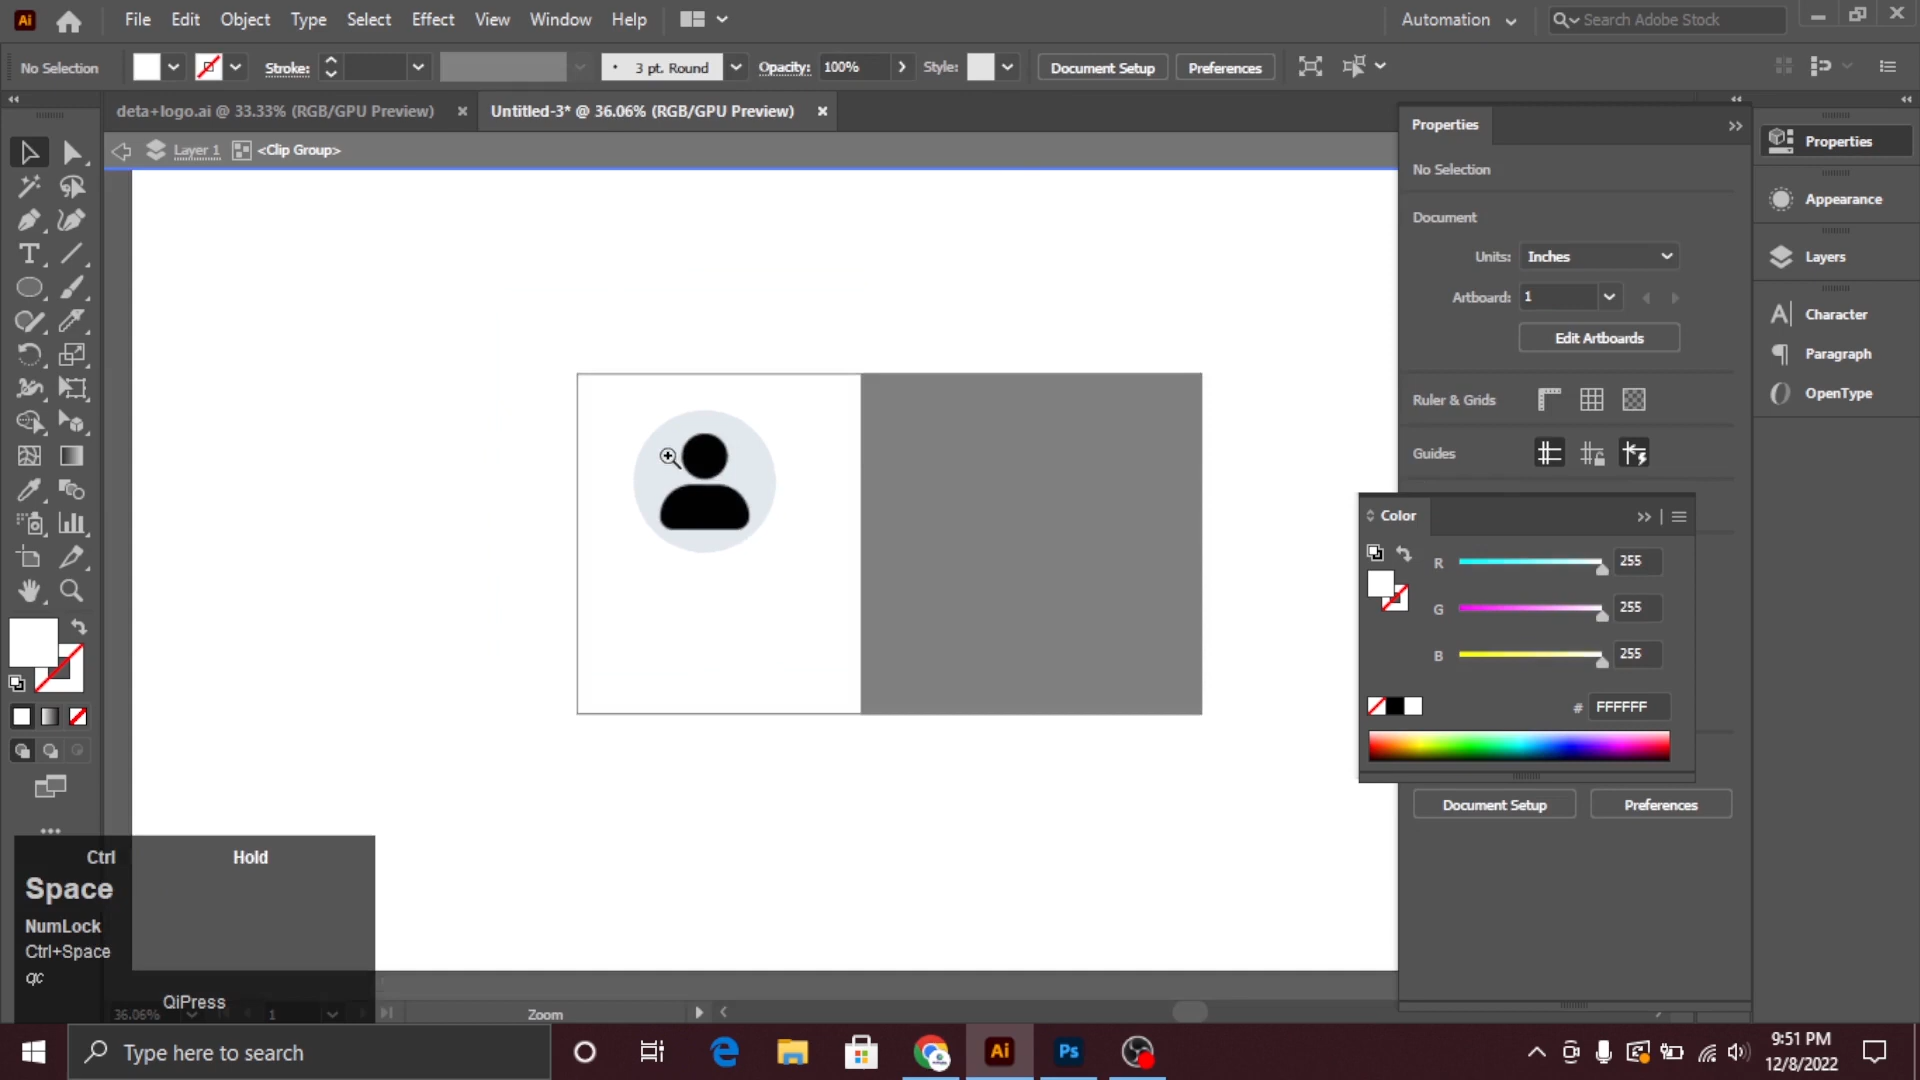 Ai File Edit Object Type Select Effect View Window Help Automation Search Adobe Stock
No Selection Stroke: 3 pt. Round Opacity: 100% Style: Document Setup Preferences
deta+logo.ai @ 33.33% (RGB/GPU Preview) × Untitled-3* @ 36.06% (RGB/GPU Preview) ×
Layer 1 <Clip Group>
Properties
No Selection
Document
Units: Inches
Artboard: 1
Edit Artboards
Ruler & Grids
Guides
Color
R 255
G 255
B 255
# FFFFFF
Document Setup Preferences
Properties
Appearance
Layers
Character
Paragraph
OpenType
Ctrl Hold
Space
NumLock
Ctrl+Space
qc
QiPress
36.06% 1 Zoom
Type here to search
Ai Ps
9:51 PM
12/8/2022